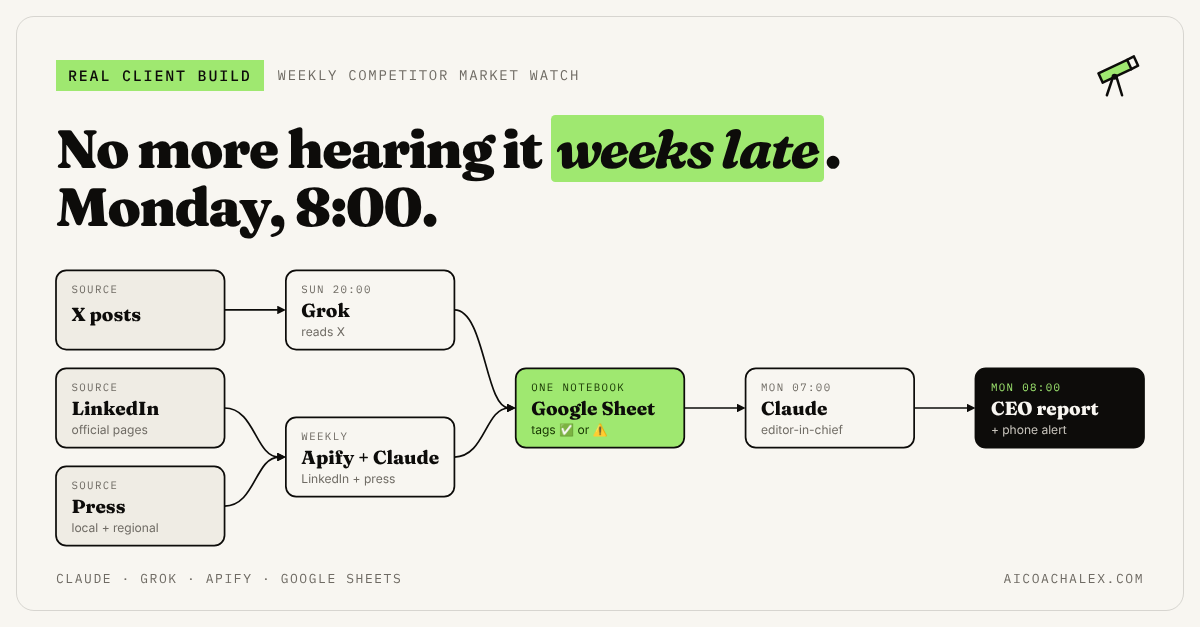 REAL CLIENT BUILD
WEEKLY COMPETITOR MARKET WATCH
No more hearing it weeks late.
Monday, 8:00.
SOURCE
X posts
SUN 20:00
Grok
reads X
SOURCE
LinkedIn
official pages
SOURCE
Press
local + regional
WEEKLY
Apify + Claude
LinkedIn + press
ONE NOTEBOOK
Google Sheet
tags ✅ or ⚠️
MON 07:00
Claude
editor-in-chief
MON 08:00
CEO report
+ phone alert
CLAUDE · GROK · APIFY · GOOGLE SHEETS
AICOACHALEX.COM